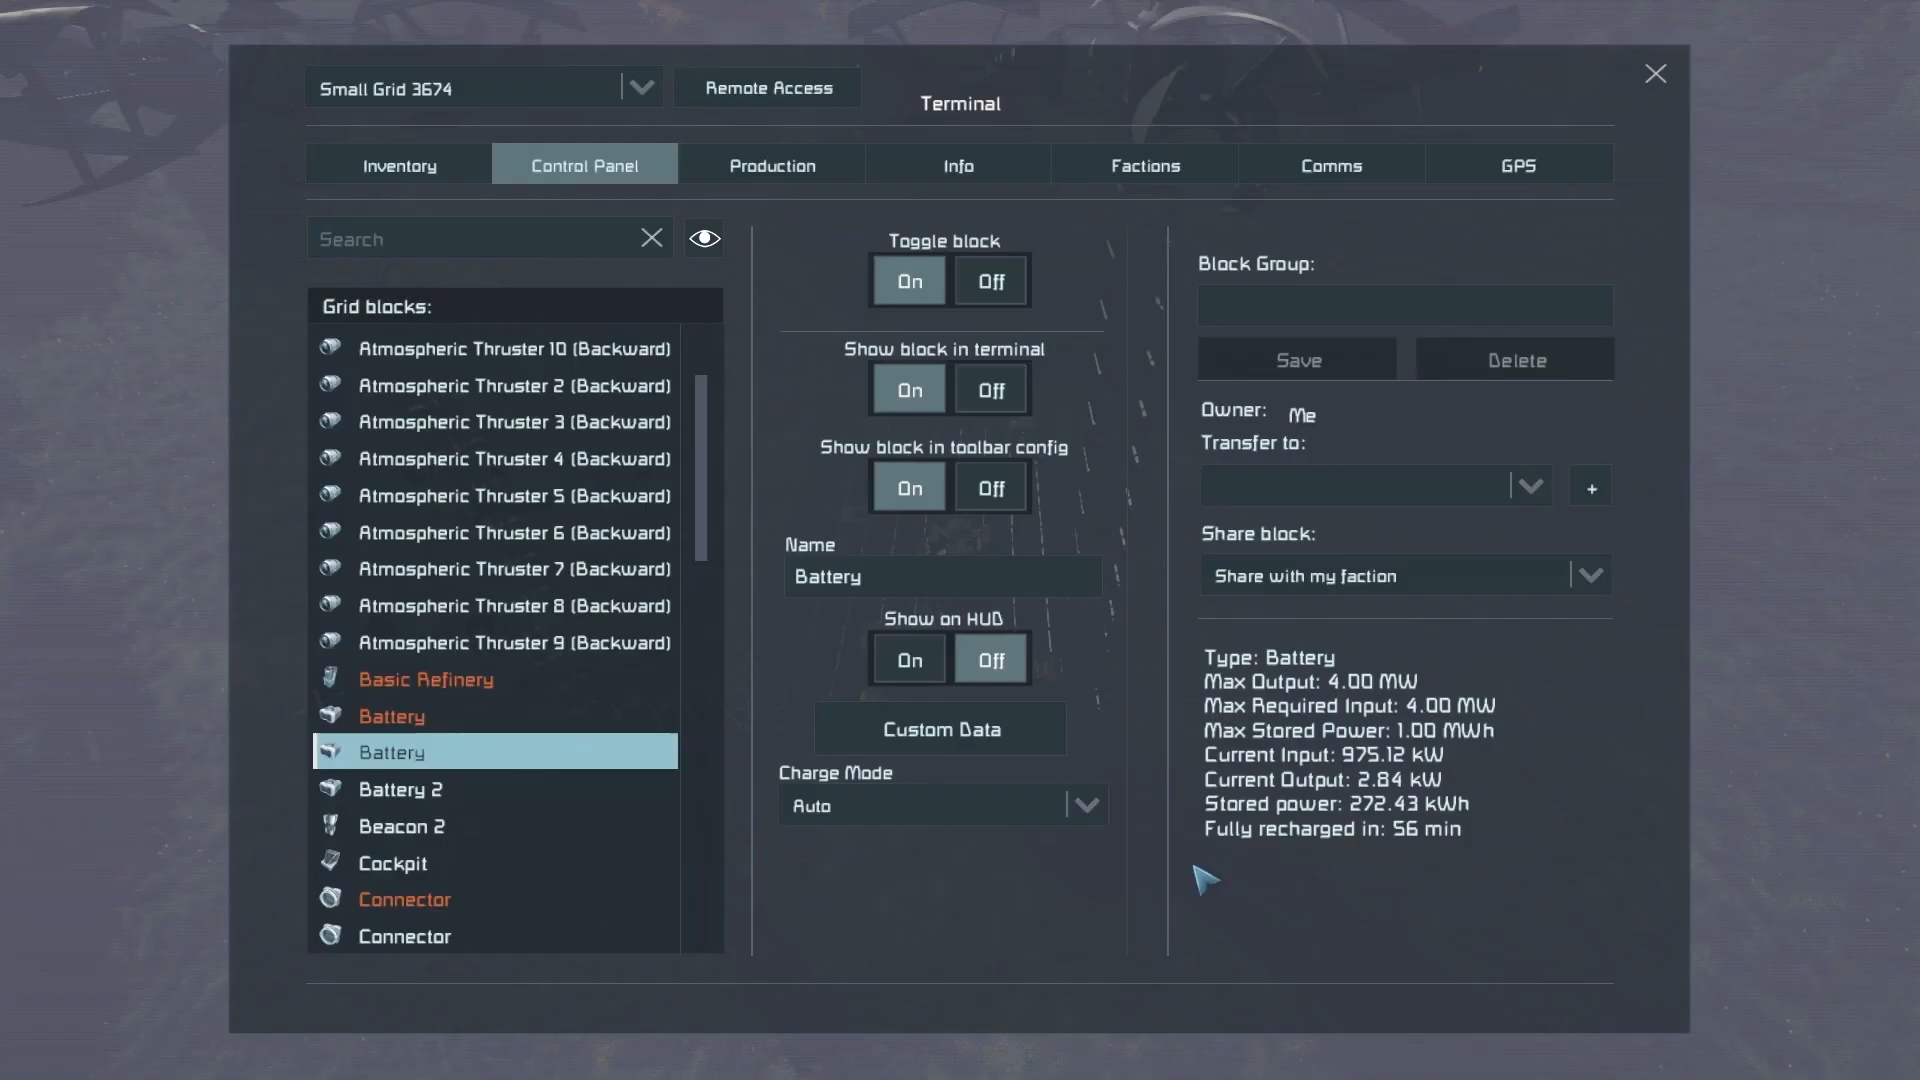 Small Grid 3674
Remote Access
Terminal
Inventory
Control Panel
Production
Info
Factions
Comms
GPS
Search
Grid blocks:
Atmospheric Thruster 10 (Backward)
Atmospheric Thruster 2 (Backward)
Atmospheric Thruster 3 (Backward)
Atmospheric Thruster 4 (Backward)
Atmospheric Thruster 5 (Backward)
Atmospheric Thruster 6 (Backward)
Atmospheric Thruster 7 (Backward)
Atmospheric Thruster 8 (Backward)
Atmospheric Thruster 9 (Backward)
Basic Refinery
Battery
Battery
Battery 2
Beacon 2
Cockpit
Connector
Connector
Toggle block
On Off
Show block in terminal
On Off
Show block in toolbar config
On Off
Name
Battery
Show on HUD
On Off
Custom Data
Charge Mode
Auto
Block Group:
Save
Delete
Owner: Me
Transfer to:
+
Share block:
Share with my faction
Type: Battery
Max Output: 4.00 MW
Max Required Input: 4.00 MW
Max Stored Power: 1.00 MWh
Current Input: 975.12 kW
Current Output: 2.84 kW
Stored power: 272.43 kWh
Fully recharged in: 56 min